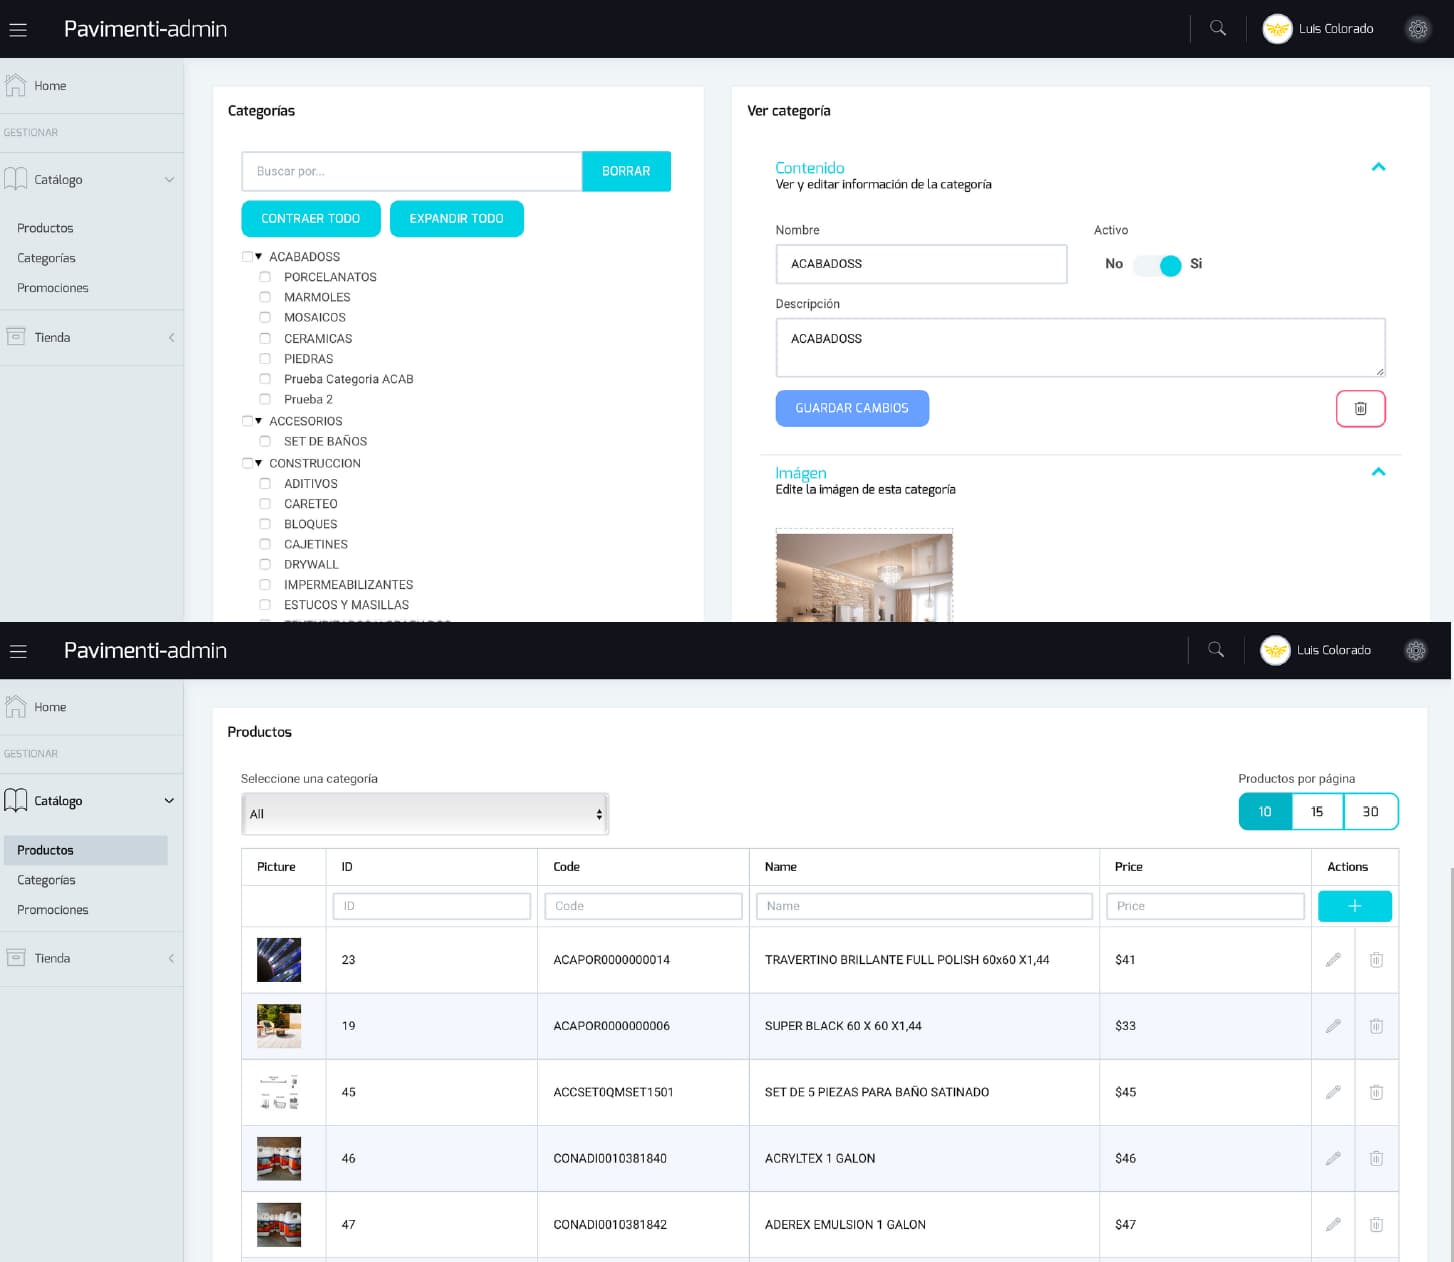 Pavimenti-admin
Luis Colorado
Home
GESTIONAR
Catálogo
Productos
Categorías
Promociones
Tienda
Categorías
Buscar por...
BORRAR
CONTRAER TODO
EXPANDIR TODO
ACABADOSS
PORCELANATOS
MARMOLES
MOSAICOS
CERAMICAS
PIEDRAS
Prueba Categoria ACAB
Prueba 2
ACCESORIOS
SET DE BAÑOS
CONSTRUCCION
ADITIVOS
CARETEO
BLOQUES
CAJETINES
DRYWALL
IMPERMEABILIZANTES
ESTUCOS Y MASILLAS
Ver categoría
Contenido
Ver y editar información de la categoría
Nombre
Activo
ACABADOSS
No
Si
Descripción
ACABADOSS
GUARDAR CAMBIOS
Imágen
Edite la imágen de esta categoría
Pavimenti-admin
Luis Colorado
Home
GESTIONAR
Catálogo
Productos
Categorías
Promociones
Tienda
Productos
Seleccione una categoría
Productos por página
All
10 15 30
Picture ID Code Name Price Actions
ID Code Name Price +
23 ACAPOR0000000014 TRAVERTINO BRILLANTE FULL POLISH 60x60 X1,44 $41
19 ACAPOR0000000006 SUPER BLACK 60 X 60 X1,44 $33
45 ACCSET0QMSET1501 SET DE 5 PIEZAS PARA BAÑO SATINADO $45
46 CONADI0010381840 ACRYLTEX 1 GALON $46
47 CONADI0010381842 ADEREX EMULSION 1 GALON $47